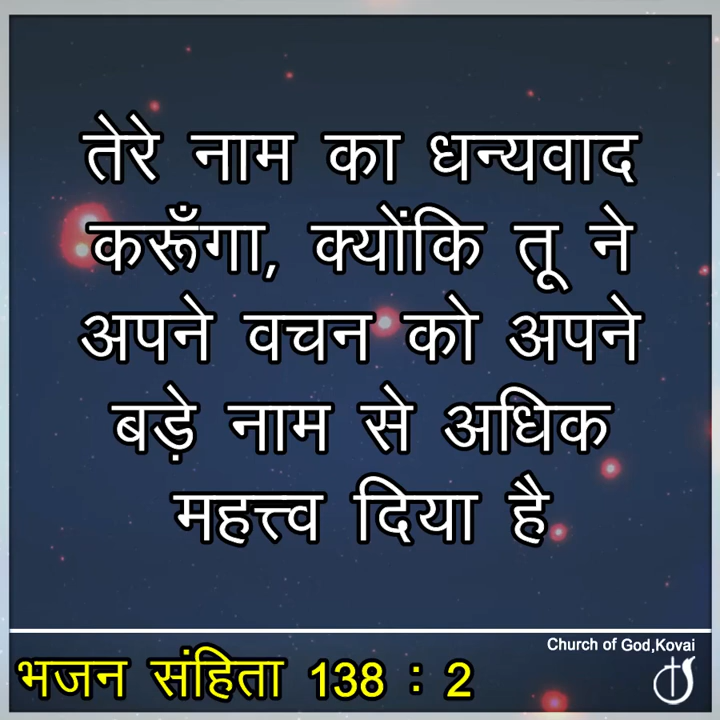 तेरे नाम का धन्यवाद
करूँगा, क्योंकि तू ने
अपने वचन को अपने
बड़े नाम से अधिक
महत्त्व दिया है
Church of God,Kovai
भजन संहिता 138 : 2